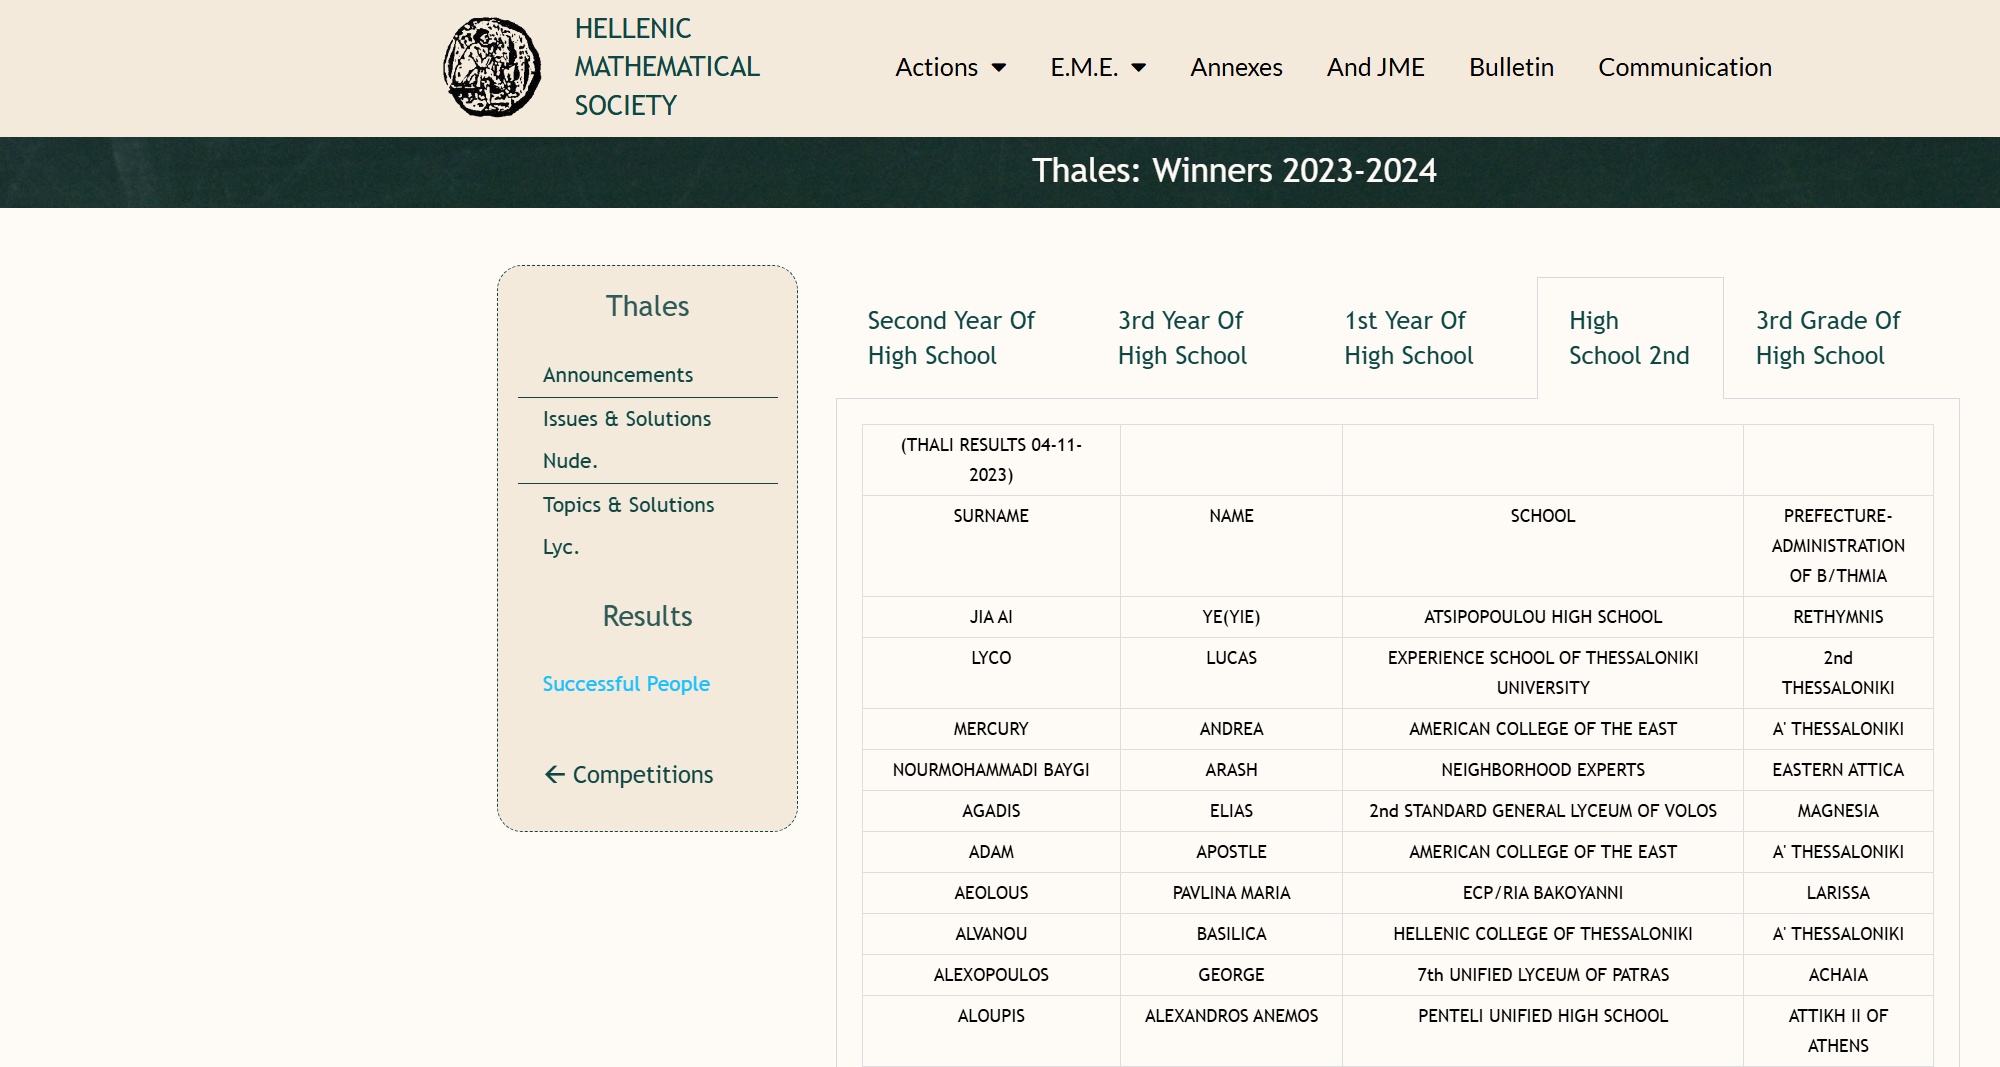 HELLENIC
MATHEMATICAL
SOCIETY
Actions E.M.E. Annexes And JME Bulletin Communication
Thales: Winners 2023-2024
Thales
Announcements
Issues & Solutions
Nude.
Topics & Solutions
Lyc.
Results
Successful People
← Competitions
Second Year Of
High School
3rd Year Of
High School
1st Year Of
High School
High
School 2nd
3rd Grade Of
High School
(THALI RESULTS 04-11-
2023)
SURNAME
NAME
SCHOOL
PREFECTURE-
ADMINISTRATION
OF B/THMIA
JIA AI
YE(YIE)
ATSIPOPOULOU HIGH SCHOOL
RETHYMNIS
LYCO
LUCAS
EXPERIENCE SCHOOL OF THESSALONIKI
UNIVERSITY
2nd
THESSALONIKI
MERCURY
ANDREA
AMERICAN COLLEGE OF THE EAST
A' THESSALONIKI
NOURMOHAMMADI BAYGI
ARASH
NEIGHBORHOOD EXPERTS
EASTERN ATTICA
AGADIS
ELIAS
2nd STANDARD GENERAL LYCEUM OF VOLOS
MAGNESIA
ADAM
APOSTLE
AMERICAN COLLEGE OF THE EAST
A' THESSALONIKI
AEOLOUS
PAVLINA MARIA
ECP/RIA BAKOYANNI
LARISSA
ALVANOU
BASILICA
HELLENIC COLLEGE OF THESSALONIKI
A' THESSALONIKI
ALEXOPOULOS
GEORGE
7th UNIFIED LYCEUM OF PATRAS
ACHAIA
ALOUPIS
ALEXANDROS ANEMOS
PENTELI UNIFIED HIGH SCHOOL
ATTIKH II OF
ATHENS